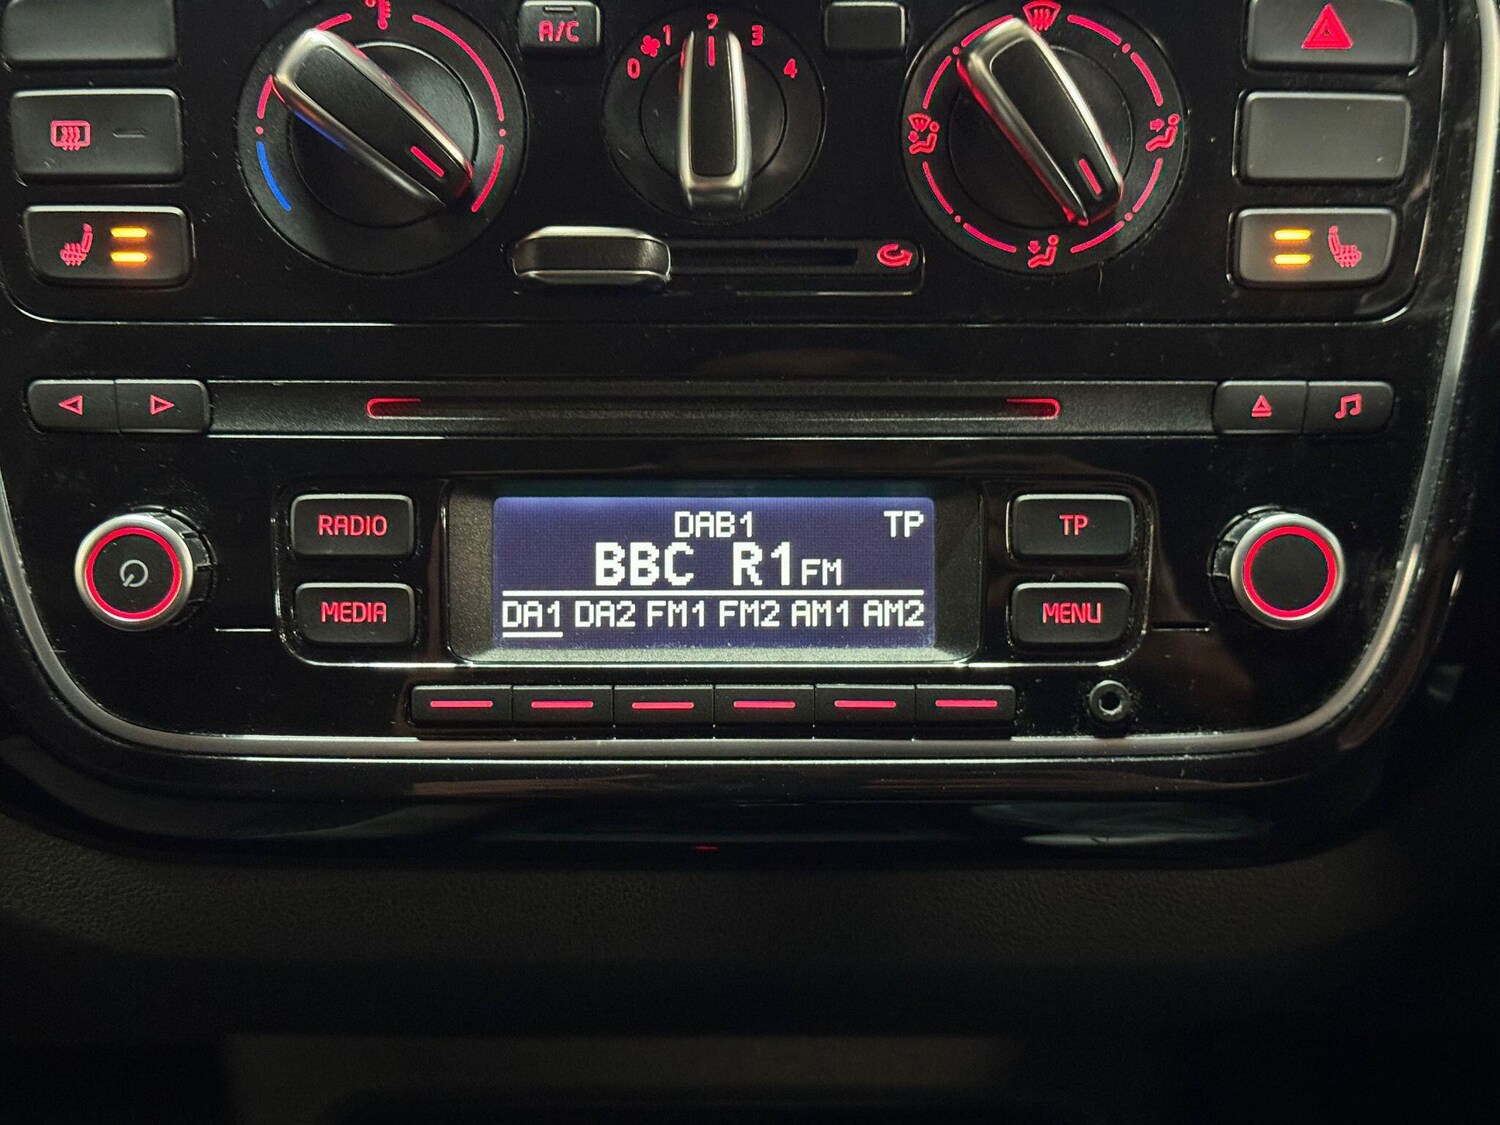 A/C
0 1 2 3 4
RADIO
DAB1 TP
TP
BBC R1FM
MEDIA
DA1 DA2 FM1 FM2 AM1 AM2
MENU